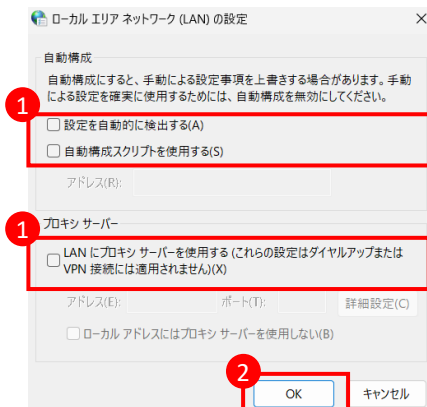 ローカル エリア ネットワーク (LAN) の設定
自動構成
自動構成にすると、手動による設定事項を上書きする場合があります。手動
による設定を確実に使用するためには、自動構成を無効にしてください。
1
設定を自動的に検出する(A)
自動構成スクリプトを使用する(S)
アドレス(R):
プロキシ サーバー
1
LAN にプロキシ サーバーを使用する (これらの設定はダイヤルアップまたは
VPN 接続には適用されません)(X)
アドレス(E): ポート(T): 詳細設定(C)
ローカル アドレスにはプロキシ サーバーを使用しない(B)
2
OK キャンセル